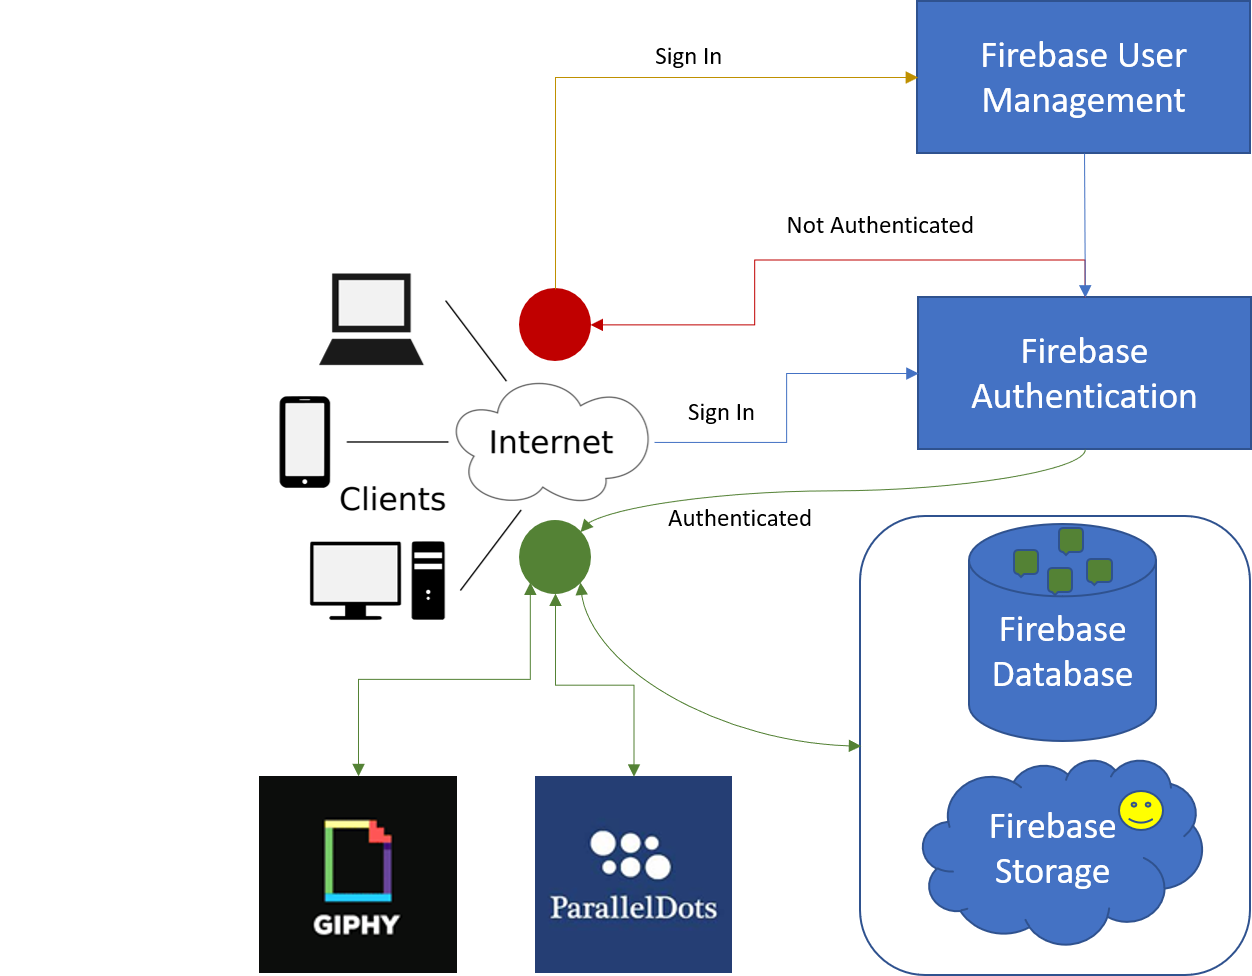 Sign In
Firebase User
Management
Not Authenticated
Firebase
Authentication
Sign In
Internet
Clients
Authenticated
Firebase
Database
Firebase
Storage
GIPHY
ParallelDots